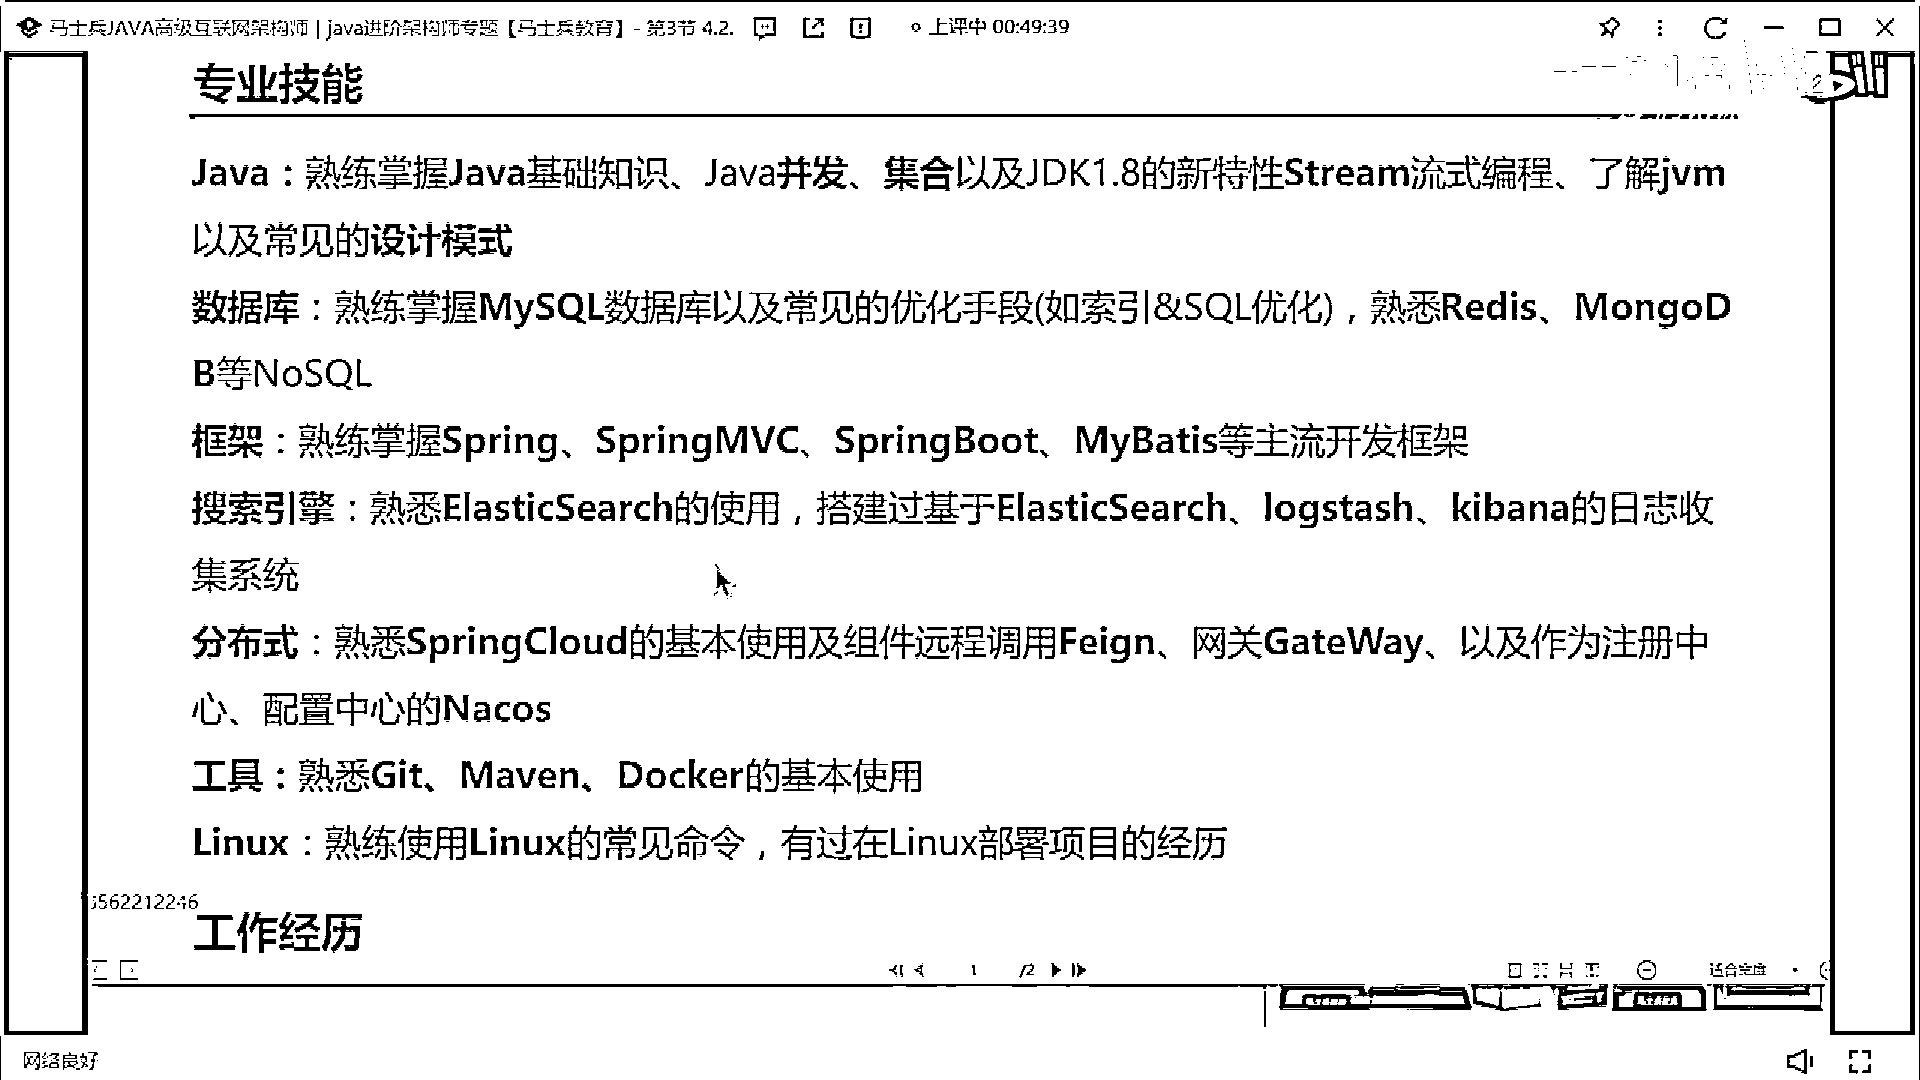 马士兵JAVA高级互联网架构师 | java进阶架构师专题【马士兵教育】 - 第3节 4.2. 上课中 00:49:39
专业技能
Java：熟练掌握Java基础知识、Java并发、集合以及JDK1.8的新特性Stream流式编程、了解jvm
以及常见的设计模式
数据库：熟练掌握MySQL数据库以及常见的优化手段(如索引&SQL优化)，熟悉Redis、MongoD
B等NoSQL
框架：熟练掌握Spring、SpringMVC、SpringBoot、MyBatis等主流开发框架
搜索引擎：熟悉ElasticSearch的使用，搭建过基于ElasticSearch、logstash、kibana的日志收
集系统
分布式：熟悉SpringCloud的基本使用及组件远程调用Feign、网关GateWay、以及作为注册中
心、配置中心的Nacos
工具：熟悉Git、Maven、Docker的基本使用
Linux：熟练使用Linux的常见命令，有过在Linux部署项目的经历
3562212246
工作经历
1 /2 适合宽度
网络良好